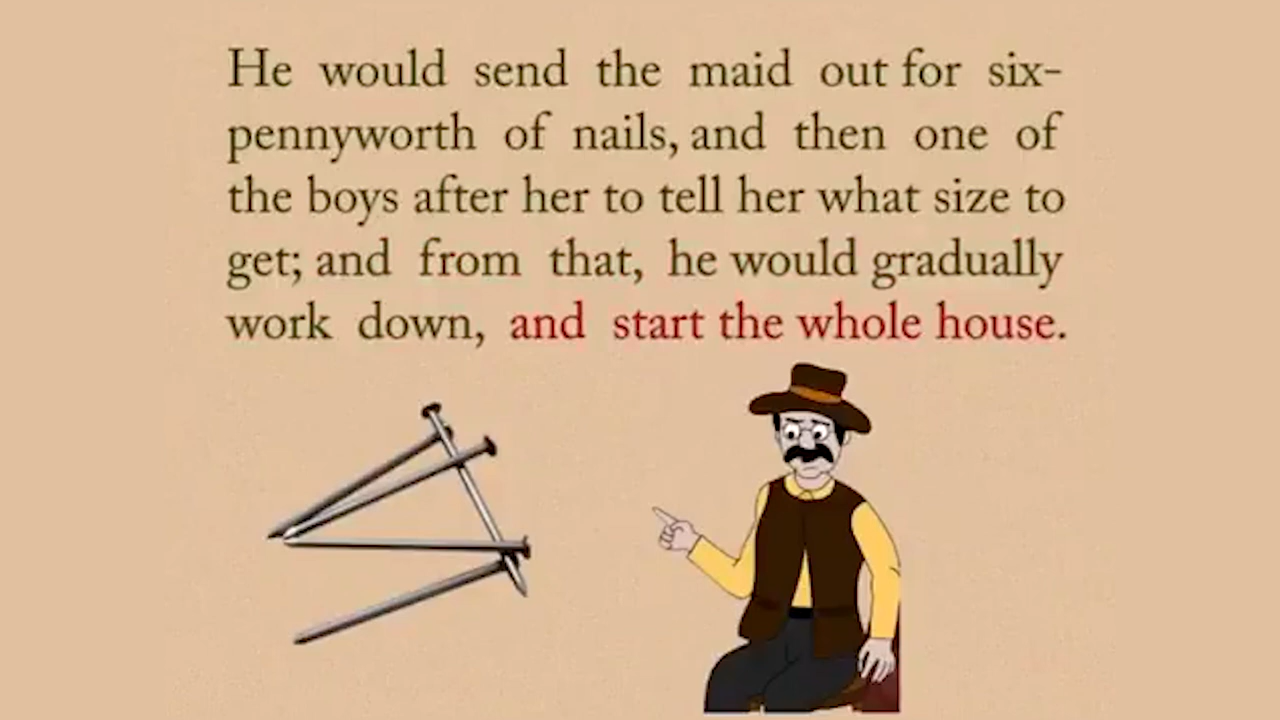 He would send the maid out for six-
pennyworth of nails, and then one of
the boys after her to tell her what size to
get; and from that, he would gradually
work down, and start the whole house.